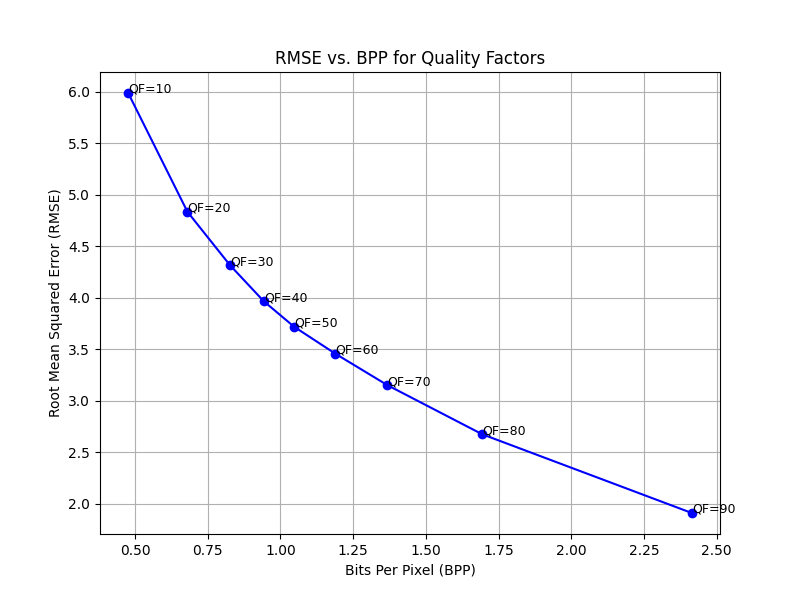 RMSE vs. BPP for Quality Factors
Root Mean Squared Error (RMSE)
6.0
5.5
5.0
4.5
4.0
3.5
3.0
2.5
2.0
QF=10
QF=20
QF=30
QF=40
QF=50
QF=60
QF=70
QF=80
QF=90
0.50 0.75 1.00 1.25 1.50 1.75 2.00 2.25 2.50
Bits Per Pixel (BPP)